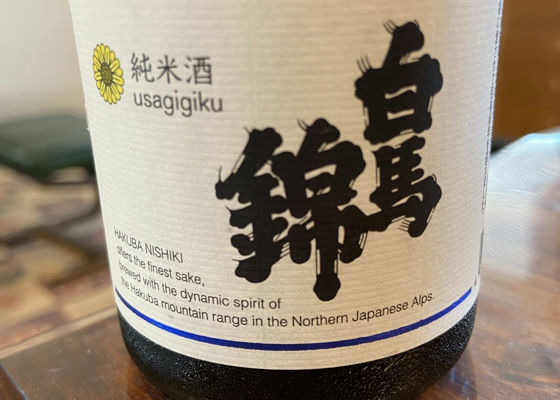 純米酒
usagigiku
白馬
錦
HAKUBA NISHIKI
offers the finest sake,
brewed with the dynamic spirit of
the Hakuba mountain range in the Northern Japanese Alps.